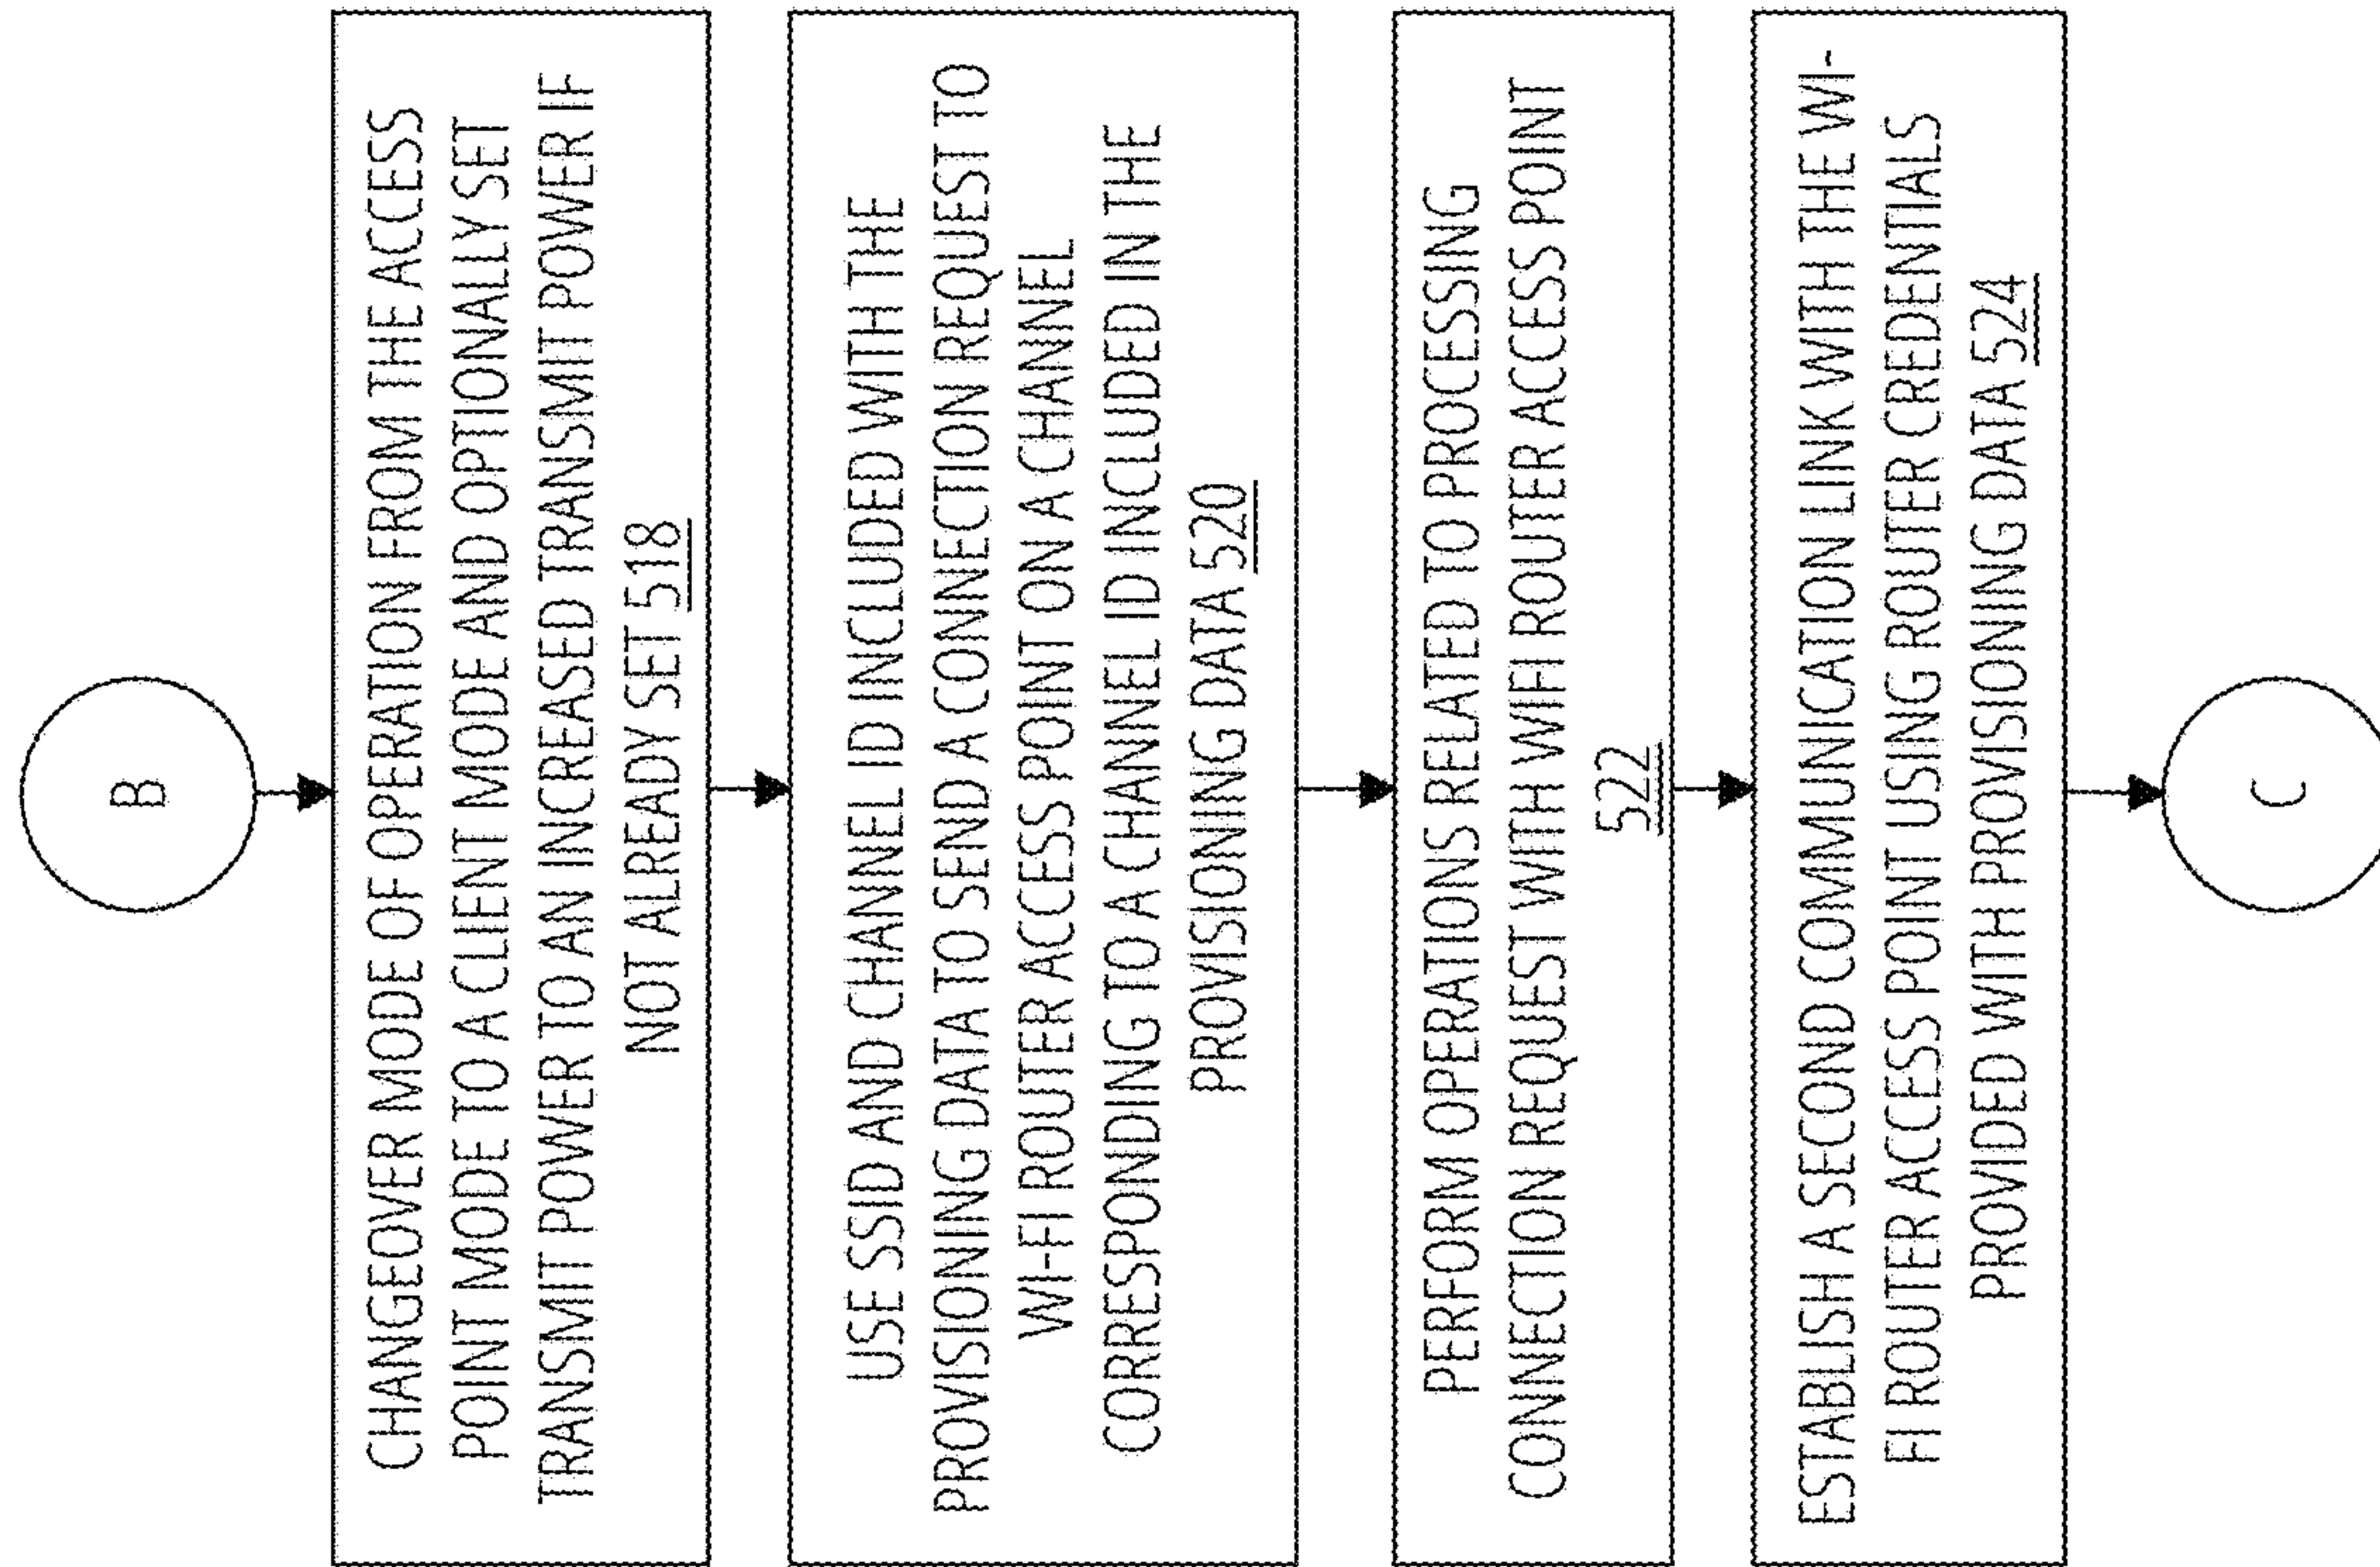 B
CHANGEOVER MODE OF OPERATION FROM THE ACCESS
POINT MODE TO A CLIENT MODE AND OPTIONALLY SET
TRANSMIT POWER TO AN INCREASED TRANSMIT POWER IF
NOT ALREADY SET 518
USE SSID AND CHANNEL ID INCLUDED WITH THE
PROVISIONING DATA TO SEND A CONNECTION REQUEST TO
WI-FI ROUTER ACCESS POINT ON A CHANNEL
CORRESPONDING TO A CHANNEL ID INCLUDED IN THE
PROVISIONING DATA 520
PERFORM OPERATIONS RELATED TO PROCESSING
CONNECTION REQUEST WITH WIFI ROUTER ACCESS POINT
522
ESTABLISH A SECOND COMMUNICATION LINK WITH THE WI-
FI ROUTER ACCESS POINT USING ROUTER CREDENTIALS
PROVIDED WITH PROVISIONING DATA 524
C